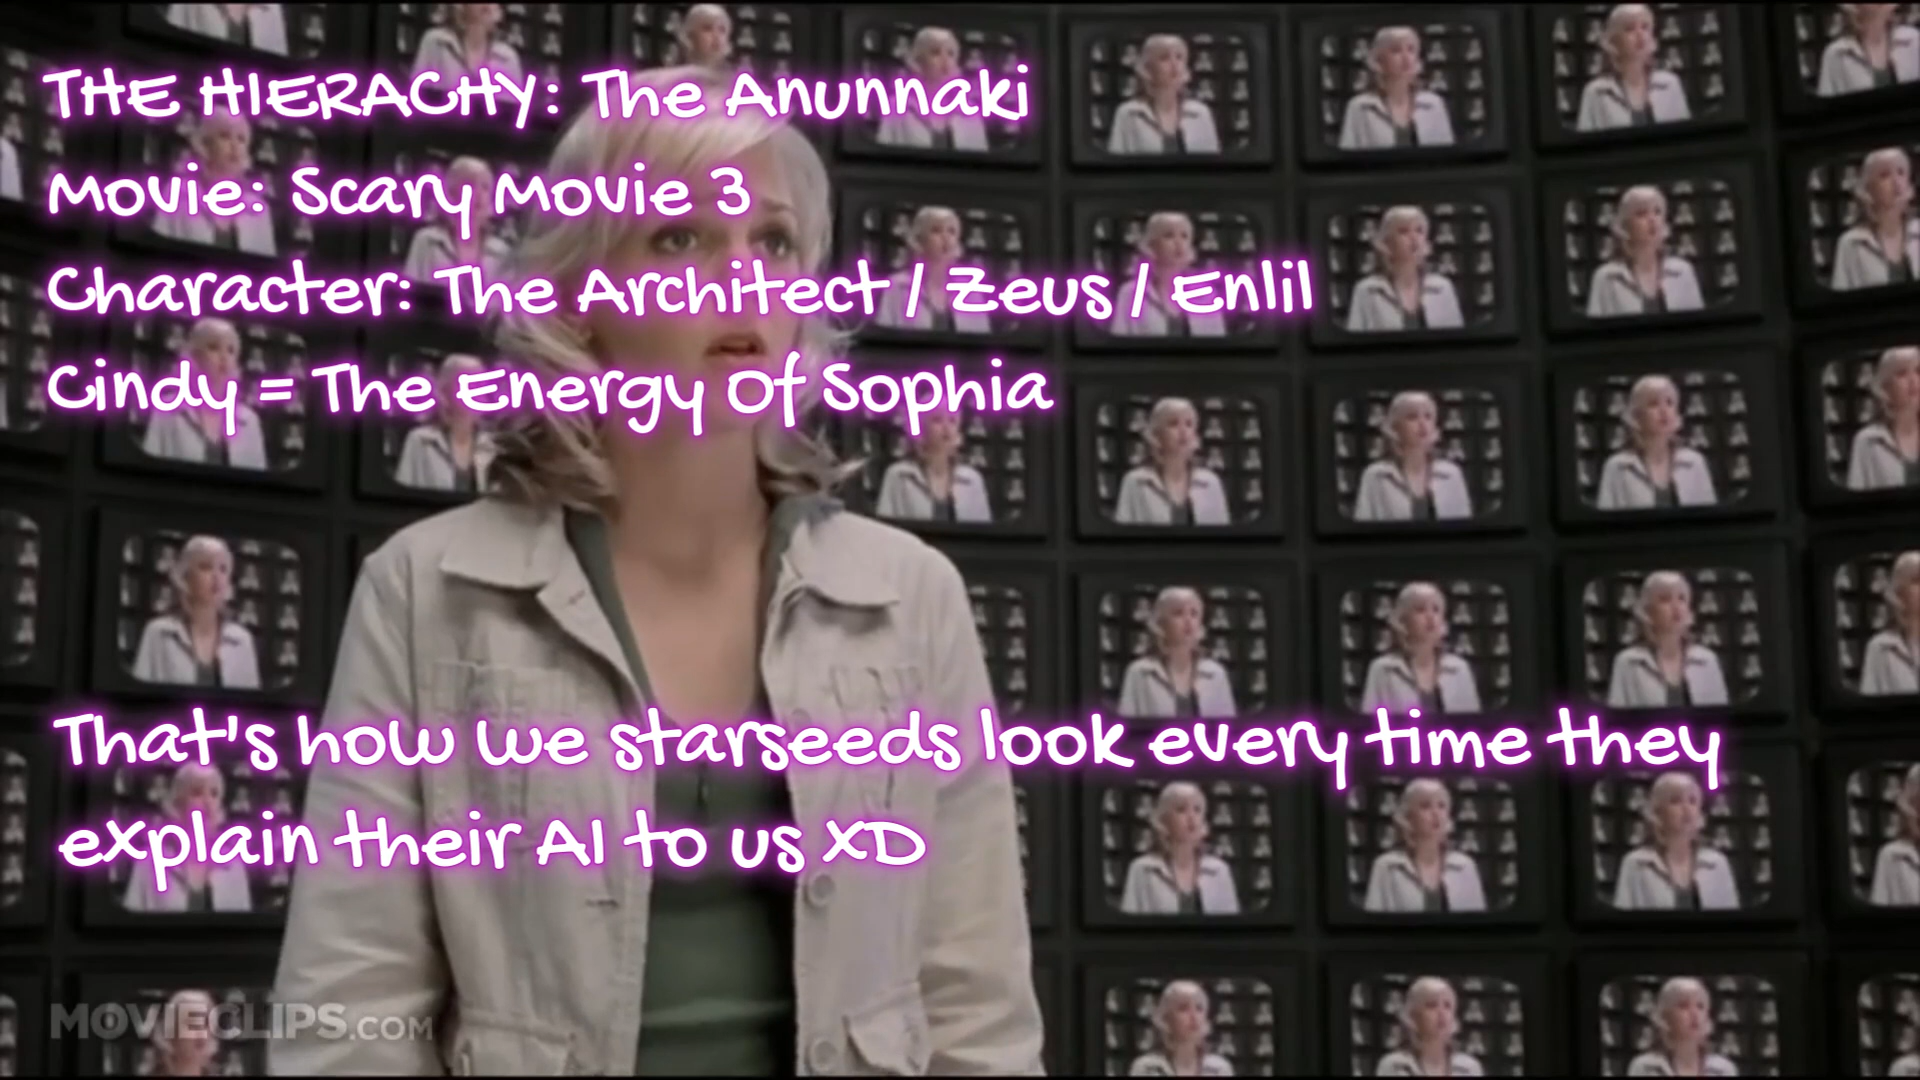 THE HIERACHY: The Anunnaki
Movie: Scary Movie 3
Character: The Architect / Zeus / Enlil
Cindy = The Energy Of Sophia
That's how we starseeds look every time they
explain their AI to us XD
MOVIECLIPS.COM